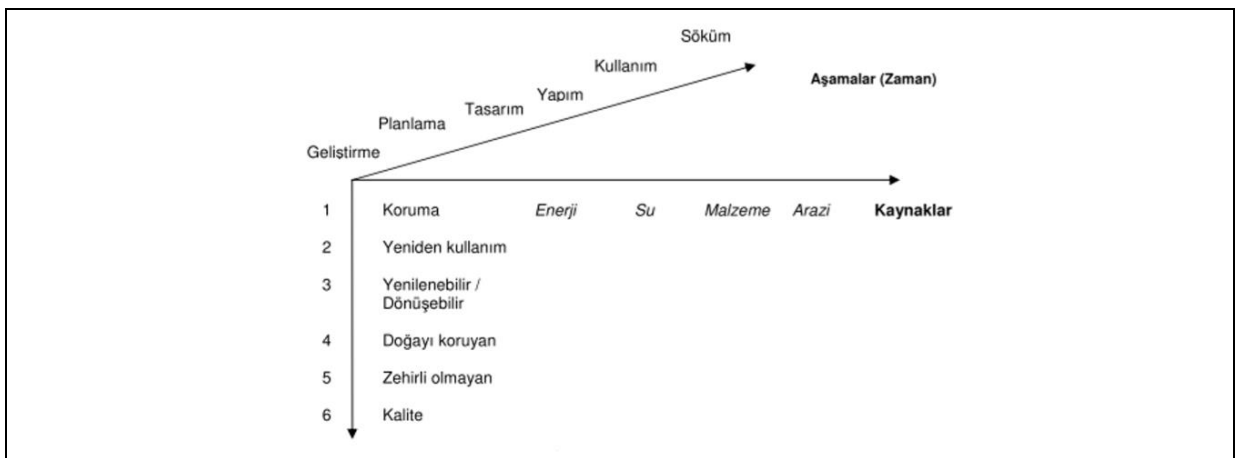 Söküm
Kullanım
Aşamalar (Zaman)
Yapım
Tasarım
Planlama
Geliştirme
1 Koruma Enerji Su Malzeme Arazi Kaynaklar
2 Yeniden kullanım
3 Yenilenebilir /
Dönüşebilir
4 Doğayı koruyan
5 Zehirli olmayan
6 Kalite